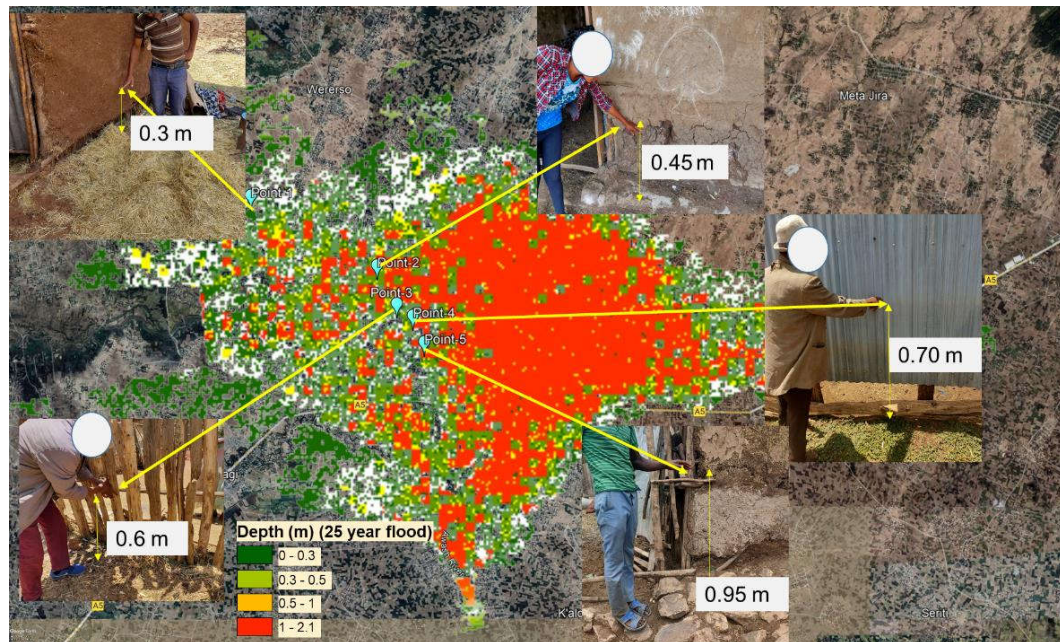 Wererso
Meta Jira
0.3 m
0.45 m
Point-1
Point-2
Point-3
Point-4
Point-5
A5
0.70 m
A5
A5
0.6 m
Depth (m) (25 year flood)
0 - 0.3
0.3 - 0.5
0.5 - 1
1 - 2.1
0.95 m
A5
Seriti